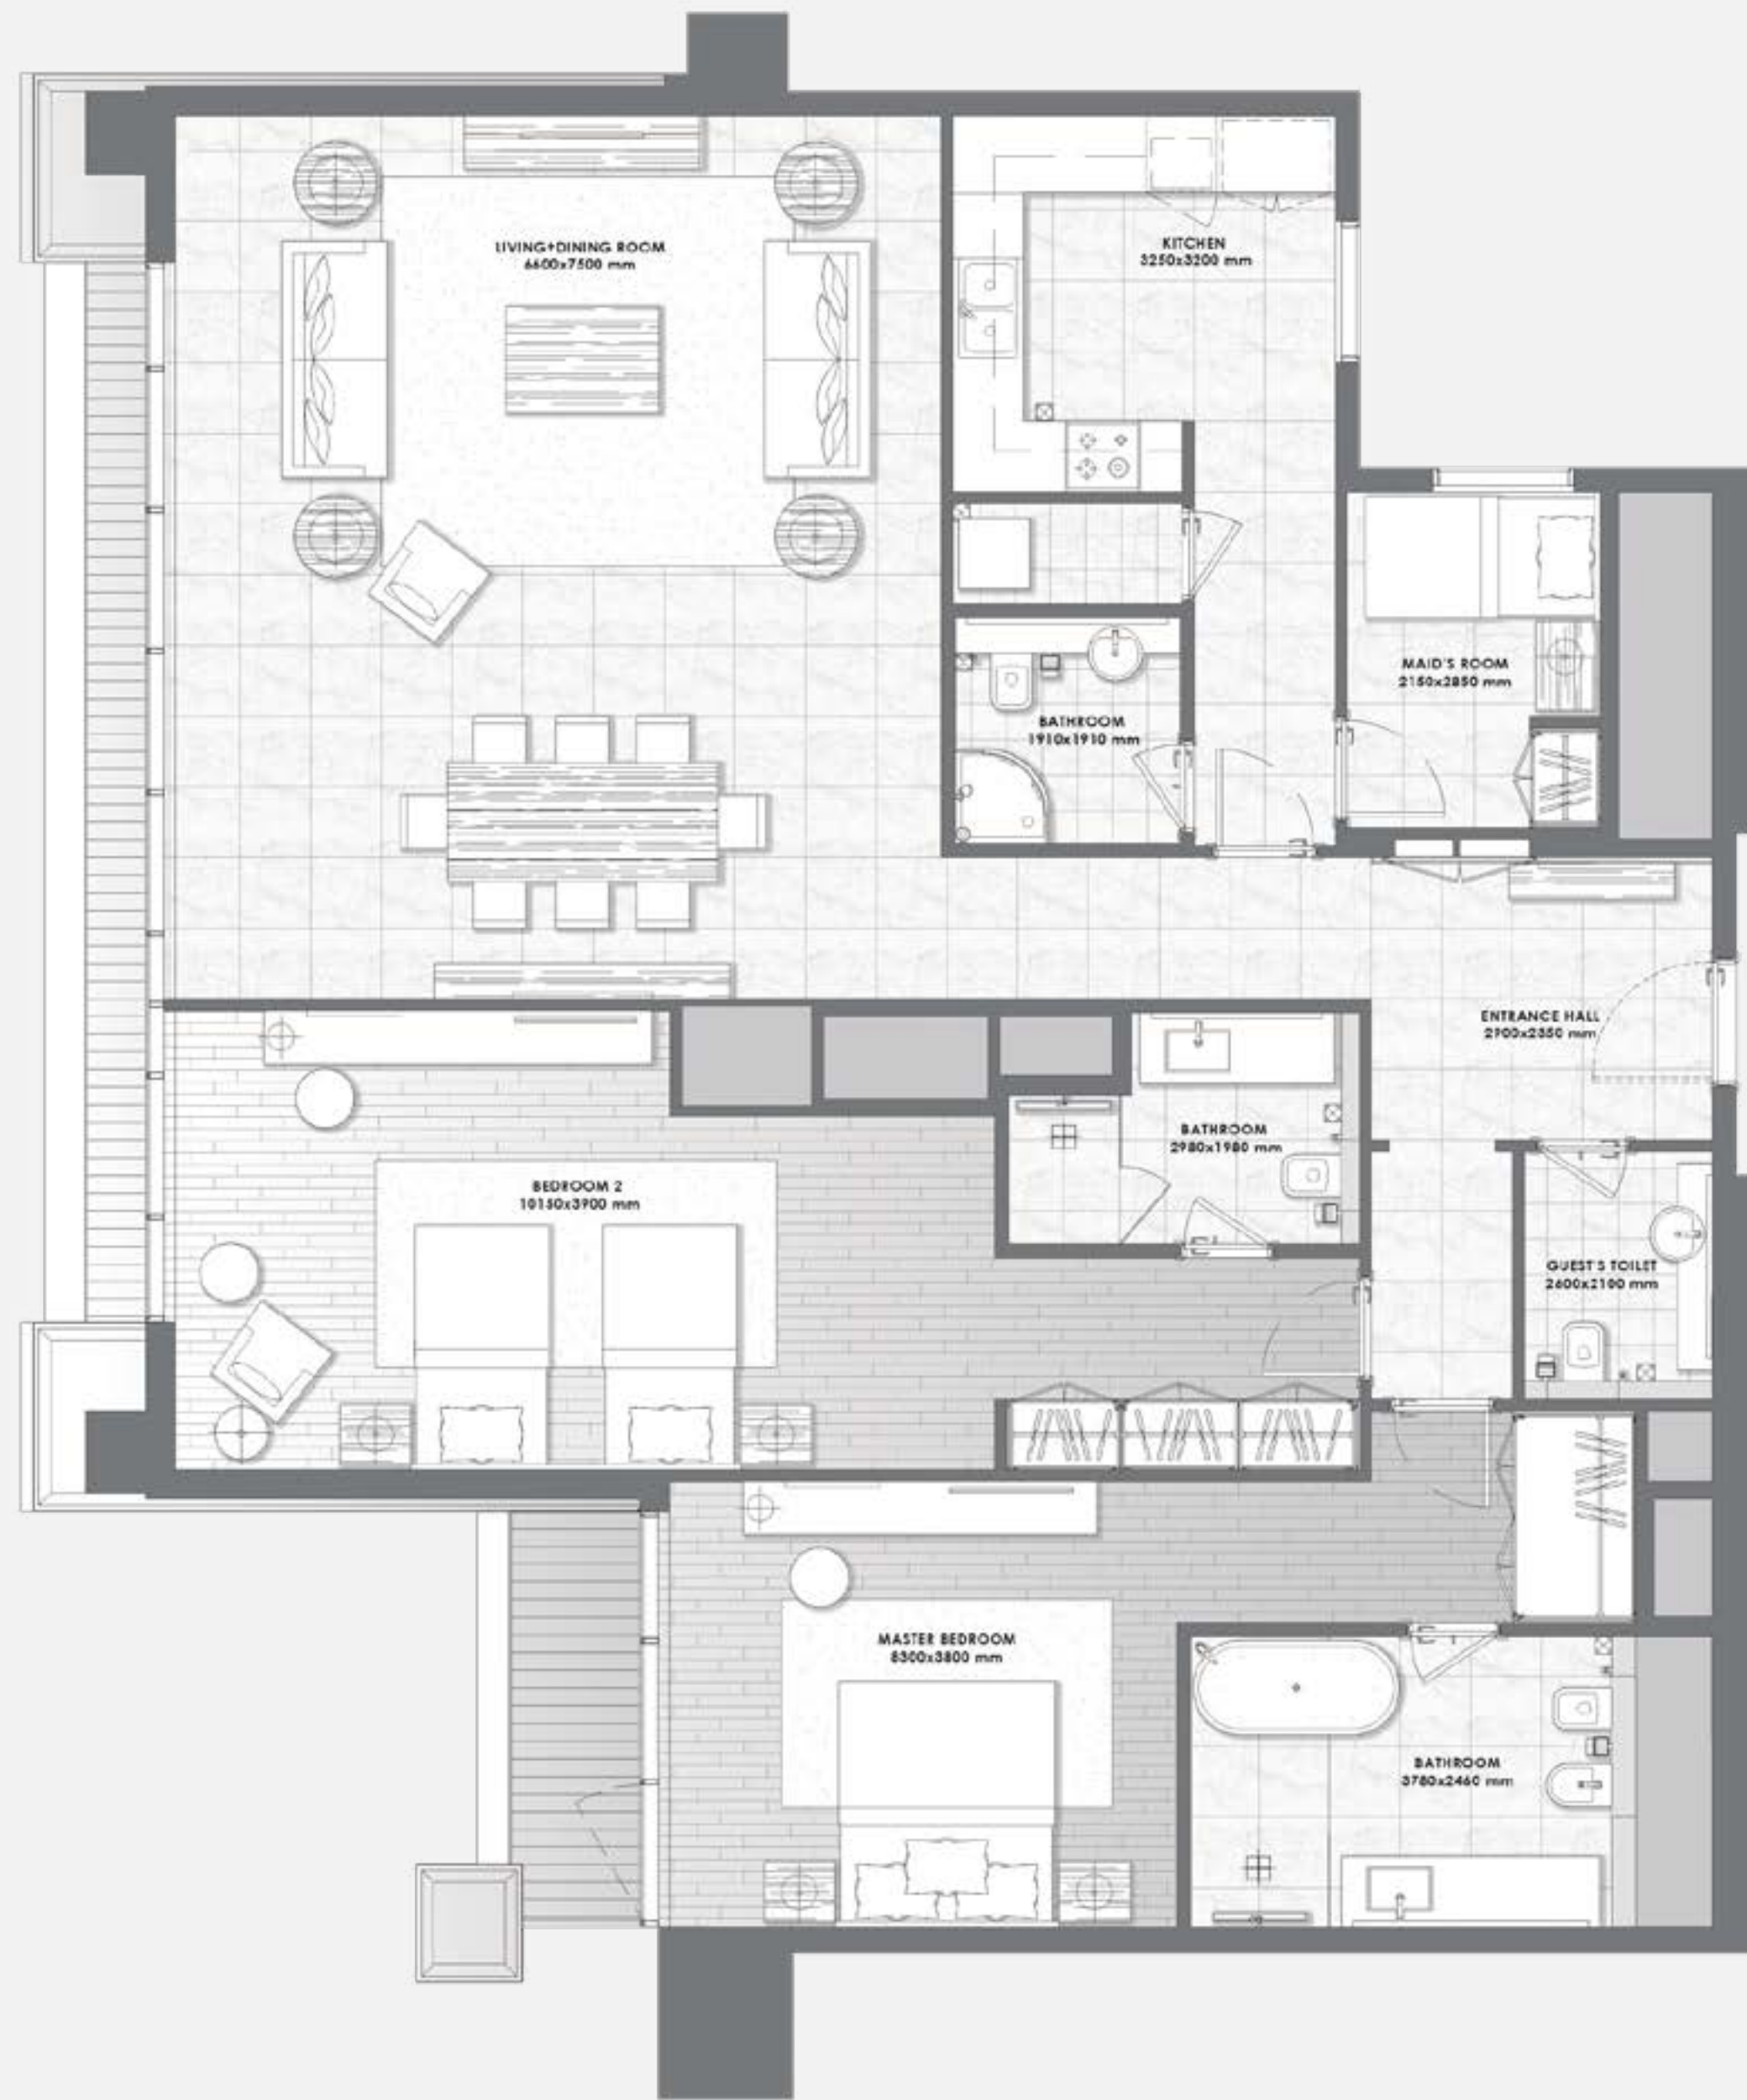 LIVING+DINING ROOM
6600x7500 mm
KITCHEN
3250x3200 mm
MAID'S ROOM
2150x2850 mm
BATHROOM
1910x1910 mm
ENTRANCE HALL
2900x2350 mm
BATHROOM
2980x1980 mm
BEDROOM 2
10150x3900 mm
GUEST'S TOILET
2600x2100 mm
MASTER BEDROOM
8300x3800 mm
BATHROOM
3780x2460 mm